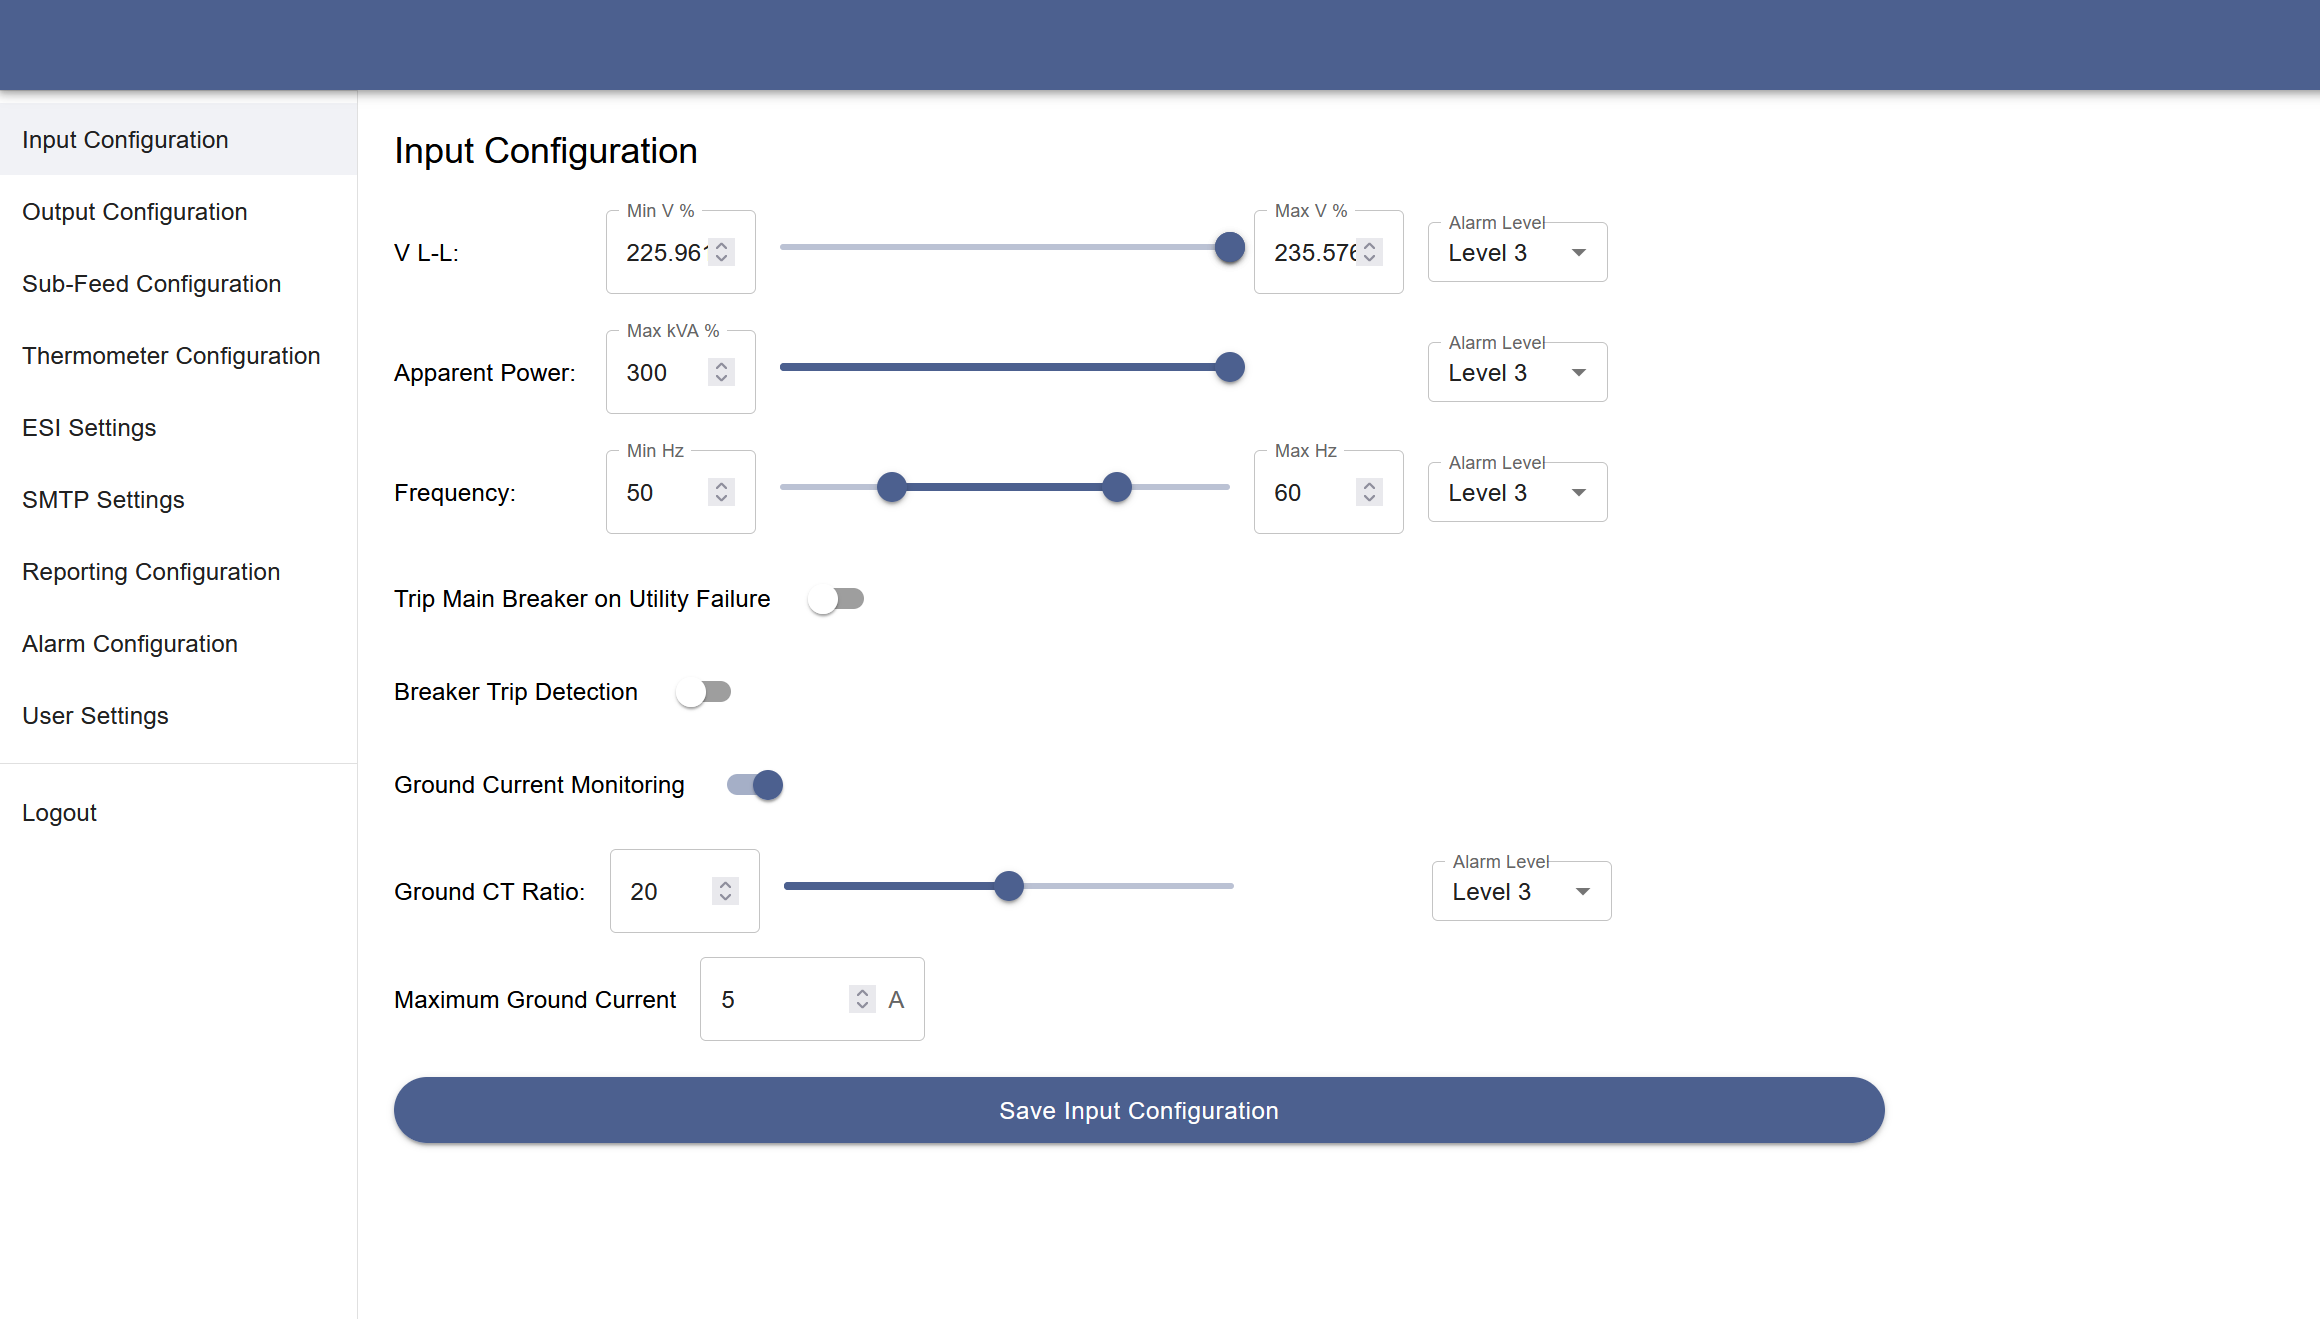 Input Configuration
Output Configuration
Sub-Feed Configuration
Thermometer Configuration
ESI Settings
SMTP Settings
Reporting Configuration
Alarm Configuration
User Settings
Logout
Input Configuration
V L-L:
Min V %
225.961
Max V %
235.576
Alarm Level
Level 3
Apparent Power:
Max kVA %
300
Alarm Level
Level 3
Frequency:
Min Hz
50
Max Hz
60
Alarm Level
Level 3
Trip Main Breaker on Utility Failure
Breaker Trip Detection
Ground Current Monitoring
Ground CT Ratio:
20
Alarm Level
Level 3
Maximum Ground Current
5 A
Save Input Configuration